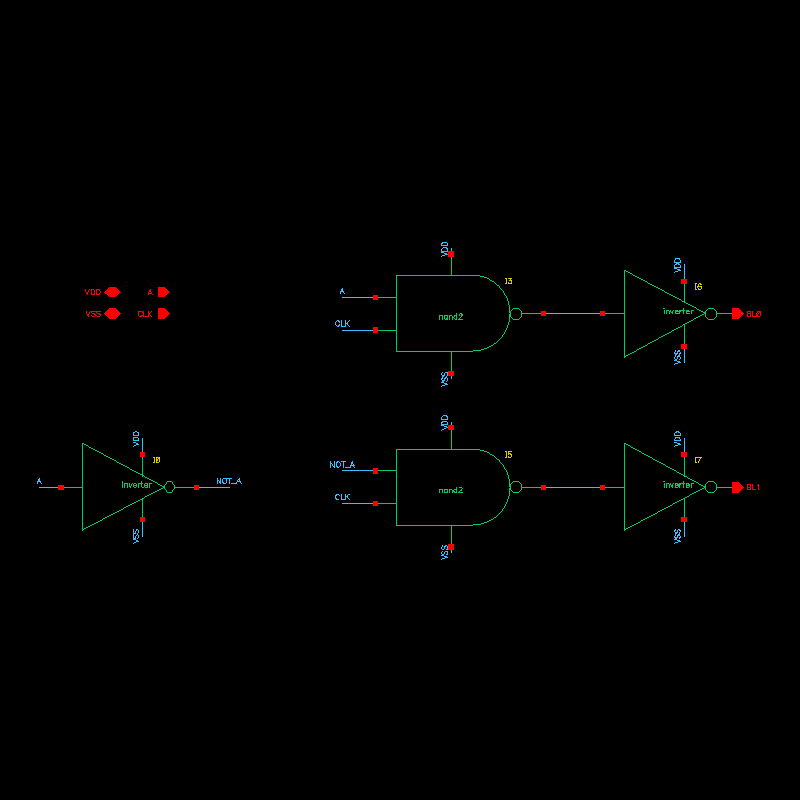 VDD
I3
VDD
I6
VDD
A
A
inverter
BL0
VSS
CLK
nand2
CLK
VSS
VSS
VDD
VDD
VDD
I0
I5
I7
NOT_A
A
inverter
NOT_A
nand2
inverter
BL1
CLK
VSS
VSS
VSS